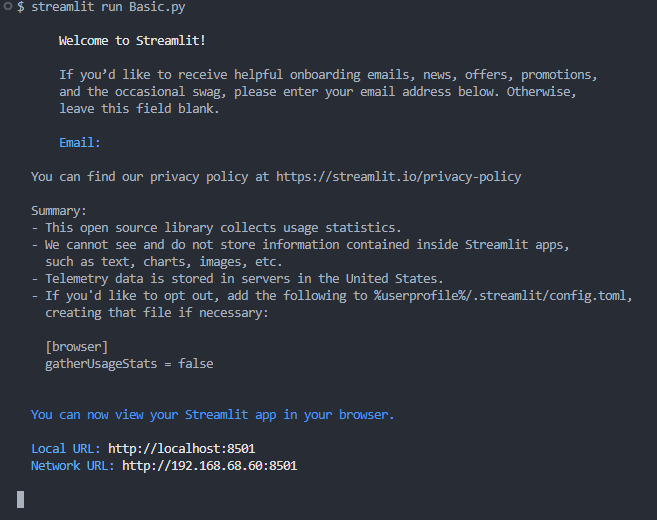 $ streamlit run Basic.py
Welcome to Streamlit!
If you’d like to receive helpful onboarding emails, news, offers, promotions,
and the occasional swag, please enter your email address below. Otherwise,
leave this field blank.
Email:
You can find our privacy policy at https://streamlit.io/privacy-policy
Summary:
- This open source library collects usage statistics.
- We cannot see and do not store information contained inside Streamlit apps,
such as text, charts, images, etc.
- Telemetry data is stored in servers in the United States.
- If you'd like to opt out, add the following to %userprofile%/.streamlit/config.toml,
creating that file if necessary:
[browser]
gatherUsageStats = false
You can now view your Streamlit app in your browser.
Local URL: http://localhost:8501
Network URL: http://192.168.68.60:8501